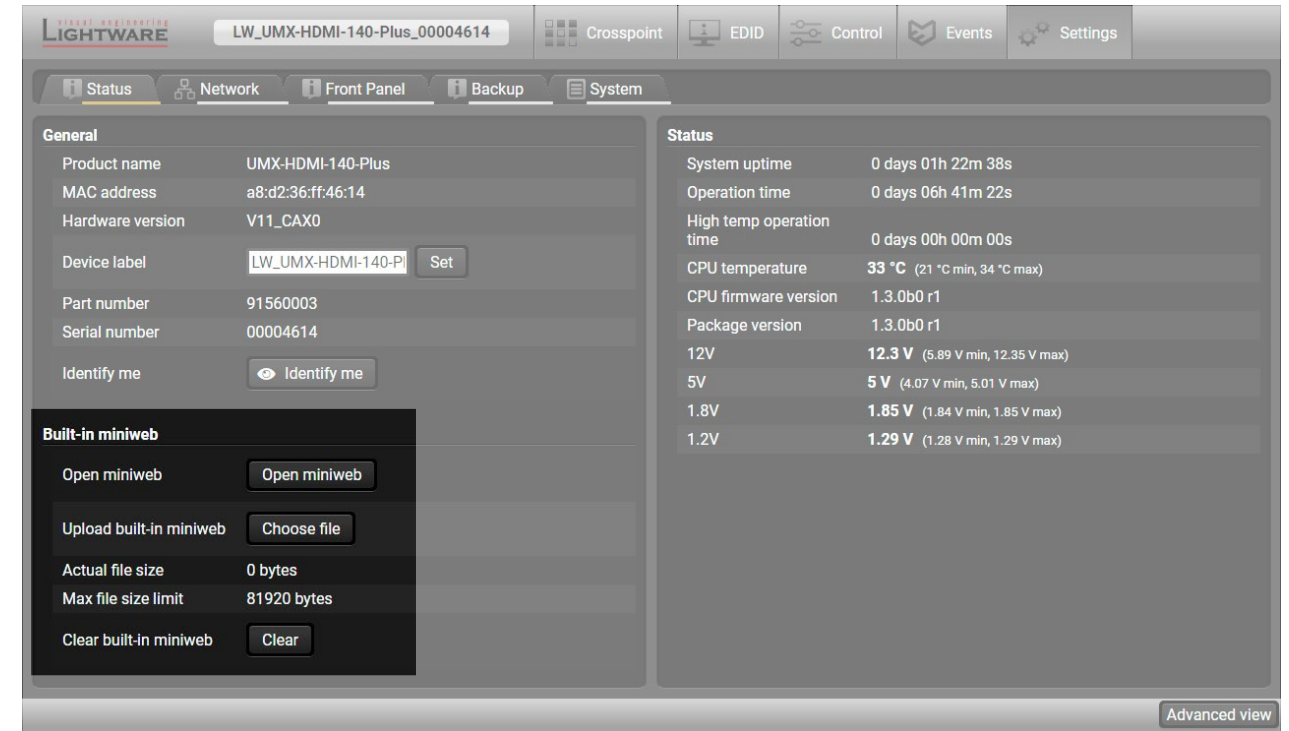 visual engineering
LIGHTWARE
LW_UMX-HDMI-140-Plus_00004614
Crosspoint
EDID
Control
Events
Settings
Status
Network
Front Panel
Backup
System
General
Product name UMX-HDMI-140-Plus
MAC address a8:d2:36:ff:46:14
Hardware version V11_CAX0
Device label LW_UMX-HDMI-140-Pl Set
Part number 91560003
Serial number 00004614
Identify me Identify me
Built-in miniweb
Open miniweb Open miniweb
Upload built-in miniweb Choose file
Actual file size 0 bytes
Max file size limit 81920 bytes
Clear built-in miniweb Clear
Status
System uptime 0 days 01h 22m 38s
Operation time 0 days 06h 41m 22s
High temp operation
time 0 days 00h 00m 00s
CPU temperature 33 °C (21 °C min, 34 °C max)
CPU firmware version 1.3.0b0 r1
Package version 1.3.0b0 r1
12V 12.3 V (5.89 V min, 12.35 V max)
5V 5 V (4.07 V min, 5.01 V max)
1.8V 1.85 V (1.84 V min, 1.85 V max)
1.2V 1.29 V (1.28 V min, 1.29 V max)
Advanced view